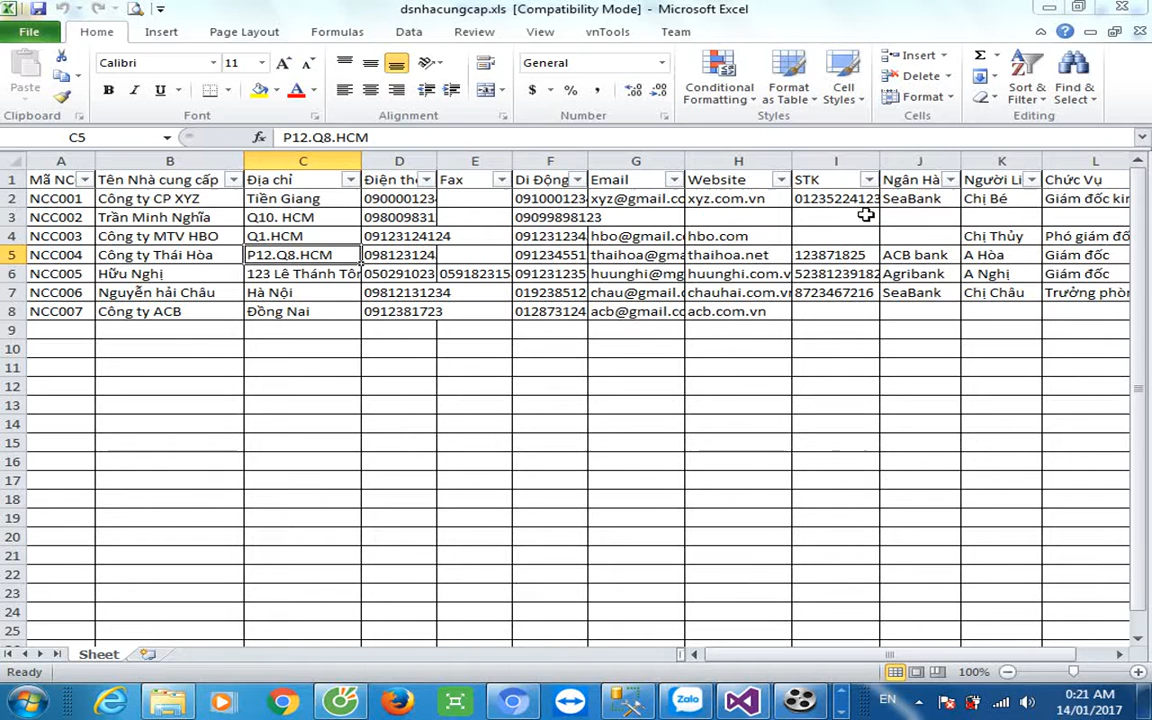 dsnhacungcap.xls [Compatibility Mode] - Microsoft Excel
File Home Insert Page Layout Formulas Data Review View vnTools Team
Paste Calibri 11 General Conditional Formatting Format as Table Cell Styles Insert Delete Format Sort & Filter Find & Select
Clipboard Font Alignment Number Styles Cells Editing
C5 fx P12.Q8.HCM
A B C D E F G H I J K L
1 Mã NC Tên Nhà cung cấp Địa chỉ Điện thọ Fax Di Động Email Website STK Ngân Hà Người Li Chức Vụ
2 NCC001 Công ty CP XYZ Tiền Giang 0900001234 091000123 xyz@gmail.co xyz.com.vn 01235224123 SeaBank Chị Bé Giám đốc kin
3 NCC002 Trần Minh Nghĩa Q10. HCM 098009831 09099898123
4 NCC003 Công ty MTV HBO Q1.HCM 09123124124 091231234 hbo@gmail.c hbo.com Chị Thủy Phó giám đố
5 NCC004 Công ty Thái Hòa P12.Q8.HCM 098123124 091234551 thaihoa@gma thaihoa.net 123871825 ACB bank A Hòa Giám đốc
6 NCC005 Hữu Nghị 123 Lê Thánh Tôn 050291023 059182315 091231235 huunghi@gm huunghi.com.v 52381239198 Agribank A Nghị Giám đốc
7 NCC006 Nguyễn hải Châu Hà Nội 09812131234 019238512 chau@gmail. chauhai.com.v 8723467216 SeaBank Chị Châu Trưởng phòn
8 NCC007 Công ty ACB Đồng Nai 0912381723 012873124 acb@gmail.co acb.com.vn
9
10
11
12
13
14
15
16
17
18
19
20
21
22
23
24
25
Sheet
Ready 100%
Zalo EN 0:21 AM
14/01/2017